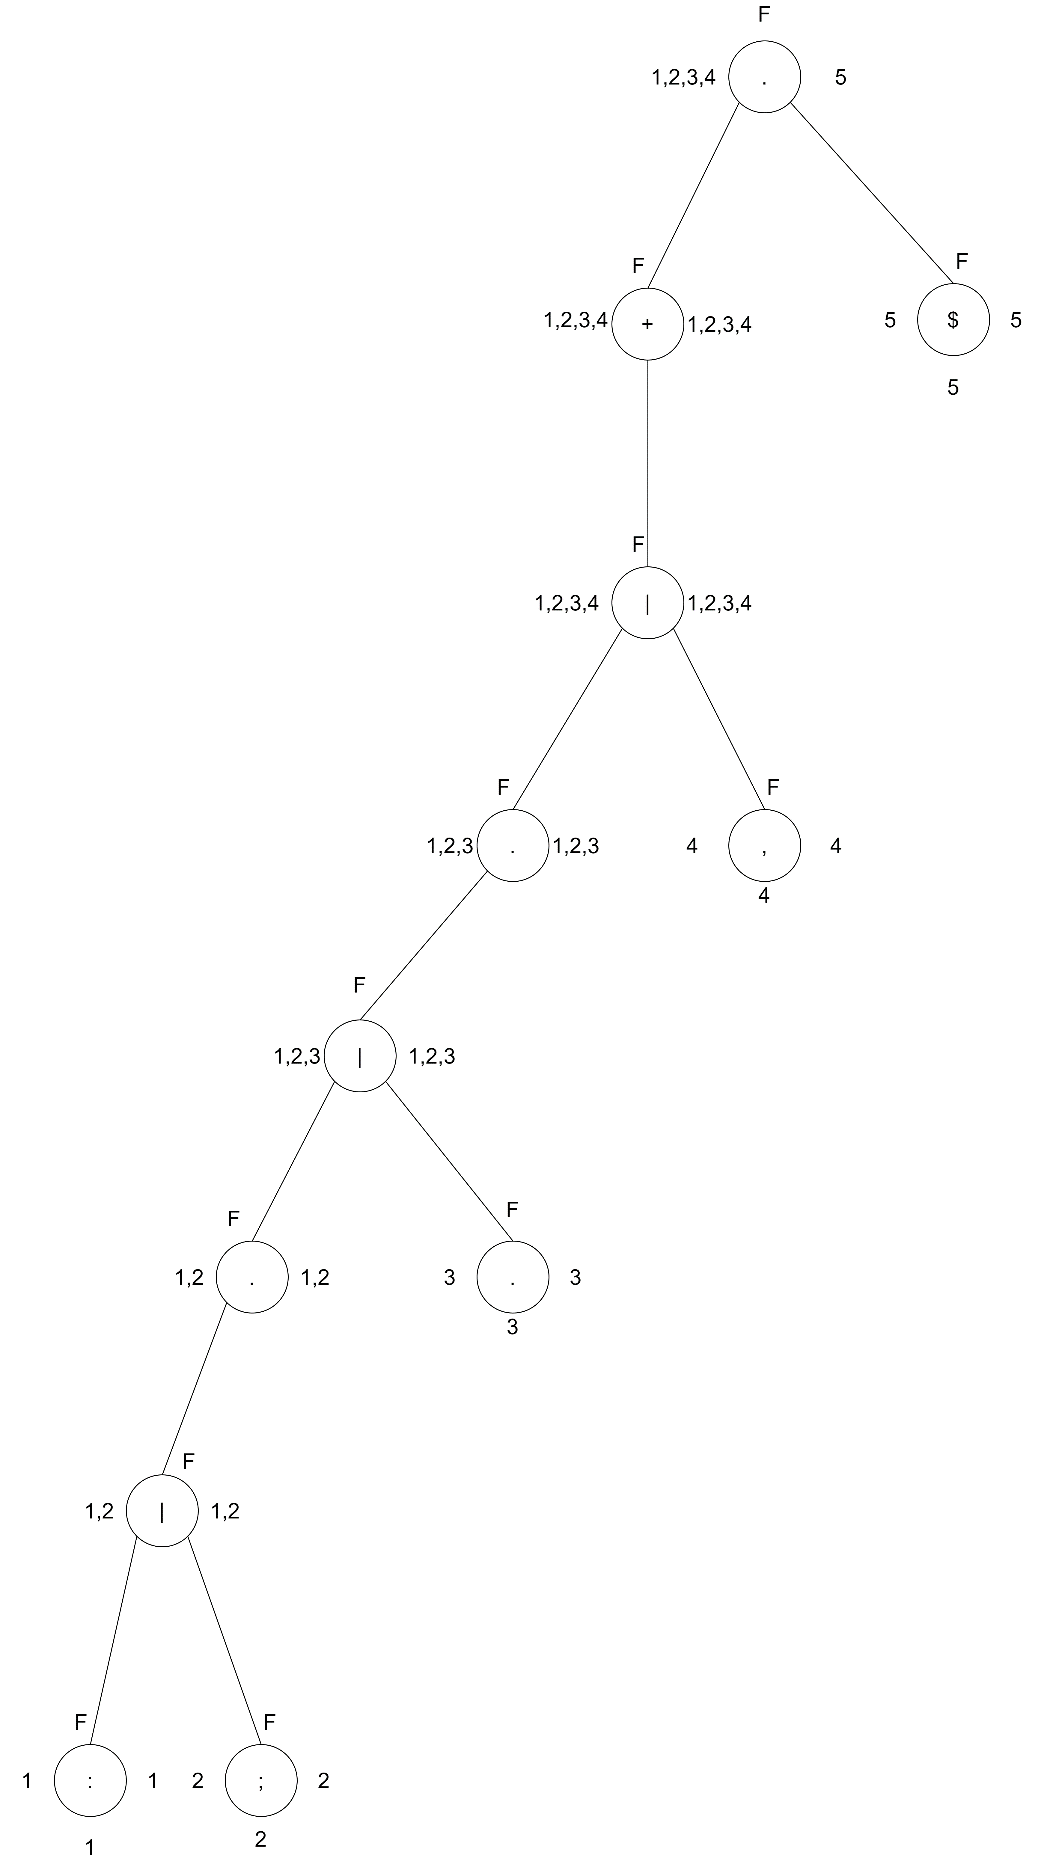 F
1,2,3,4 . 5
F
F
1,2,3,4 + 1,2,3,4
5 $ 5
5
F
1,2,3,4 | 1,2,3,4
F
F
1,2,3 . 1,2,3
4 , 4
4
F
1,2,3 | 1,2,3
F
F
1,2 . 1,2
3 . 3
3
F
1,2 | 1,2
F
F
1 : 1
2 ; 2
1
2